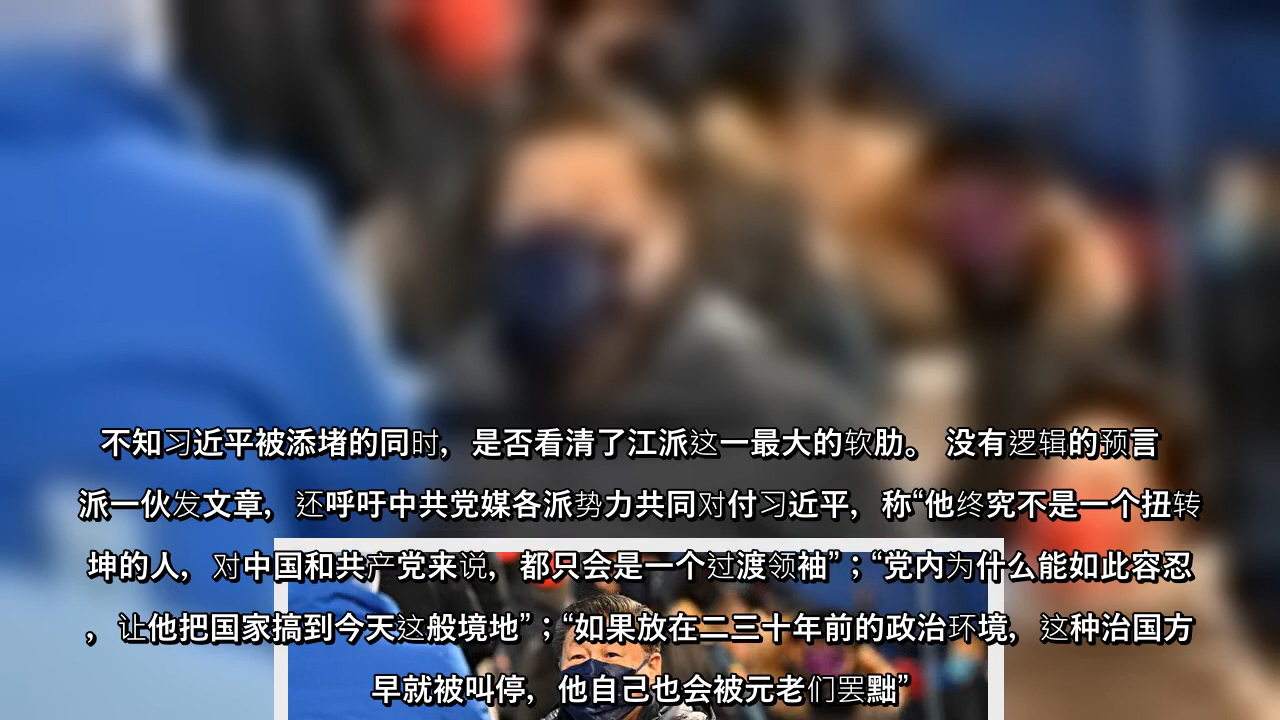 不知习近平被添堵的同时，是否看清了江派这一最大的软肋。 没有逻辑的预言
派一伙发文章，还呼吁中共党媒各派势力共同对付习近平，称“他终究不是一个扭转
坤的人，对中国和共产党来说，都只会是一个过渡领袖”；“党内为什么能如此容忍
，让他把国家搞到今天这般境地”；“如果放在二三十年前的政治环境，这种治国方
早就被叫停，他自己也会被元老们罢黜”